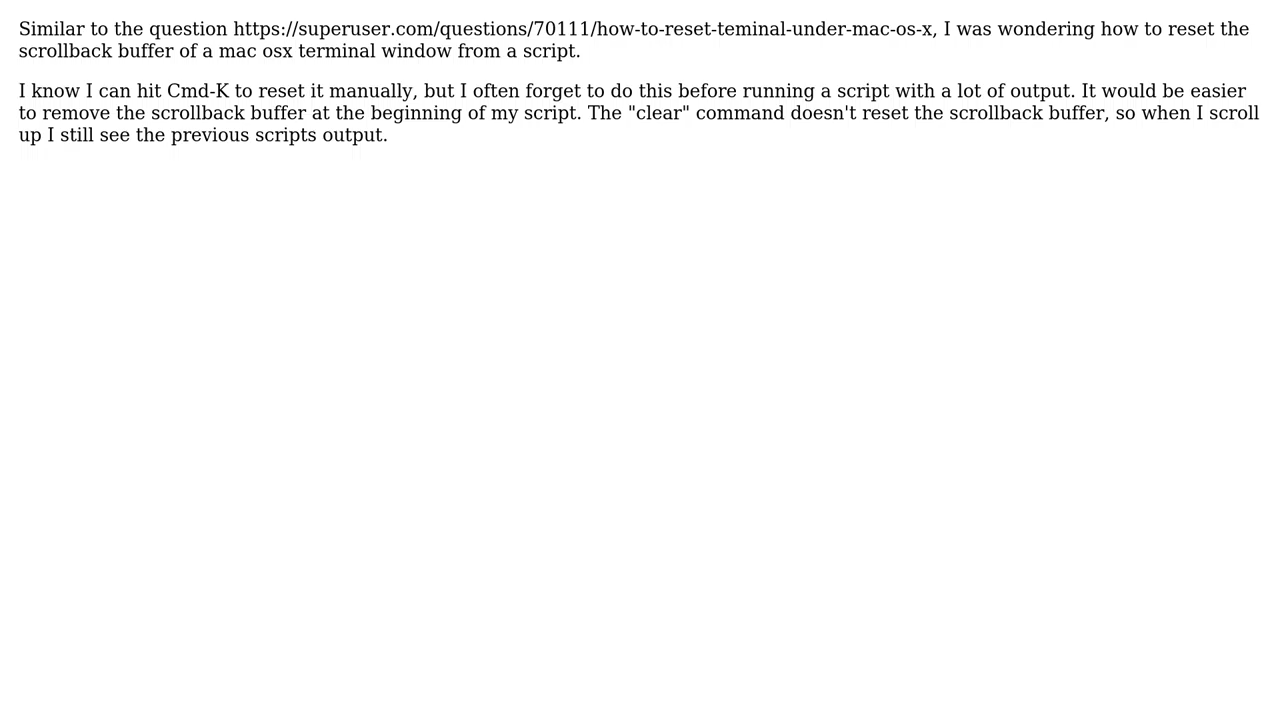 Similar to the question https://superuser.com/questions/70111/how-to-reset-teminal-under-mac-os-x, I was wondering how to reset the
scrollback buffer of a mac osx terminal window from a script.
I know I can hit Cmd-K to reset it manually, but I often forget to do this before running a script with a lot of output. It would be easier
to remove the scrollback buffer at the beginning of my script. The "clear" command doesn't reset the scrollback buffer, so when I scroll
up I still see the previous scripts output.